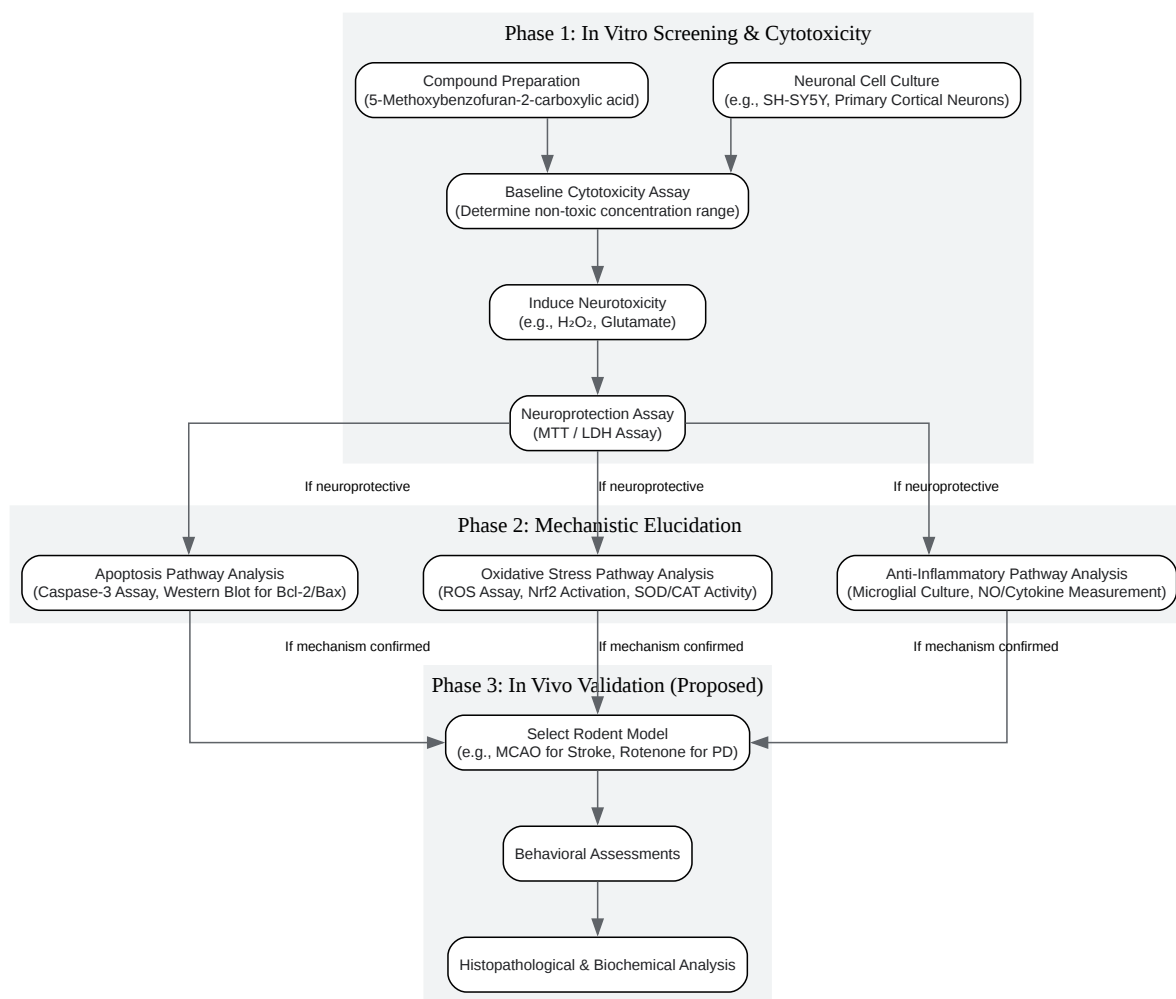 Phase 1: In Vitro Screening & Cytotoxicity
Compound Preparation
(5-Methoxybenzofuran-2-carboxylic acid)
Neuronal Cell Culture
(e.g., SH-SY5Y, Primary Cortical Neurons)
Baseline Cytotoxicity Assay
(Determine non-toxic concentration range)
Induce Neurotoxicity
(e.g., H₂O₂, Glutamate)
Neuroprotection Assay
(MTT / LDH Assay)
If neuroprotective
If neuroprotective
If neuroprotective
Phase 2: Mechanistic Elucidation
Apoptosis Pathway Analysis
(Caspase-3 Assay, Western Blot for Bcl-2/Bax)
Oxidative Stress Pathway Analysis
(ROS Assay, Nrf2 Activation, SOD/CAT Activity)
Anti-Inflammatory Pathway Analysis
(Microglial Culture, NO/Cytokine Measurement)
If mechanism confirmed
If mechanism confirmed
If mechanism confirmed
Phase 3: In Vivo Validation (Proposed)
Select Rodent Model
(e.g., MCAO for Stroke, Rotenone for PD)
Behavioral Assessments
Histopathological & Biochemical Analysis